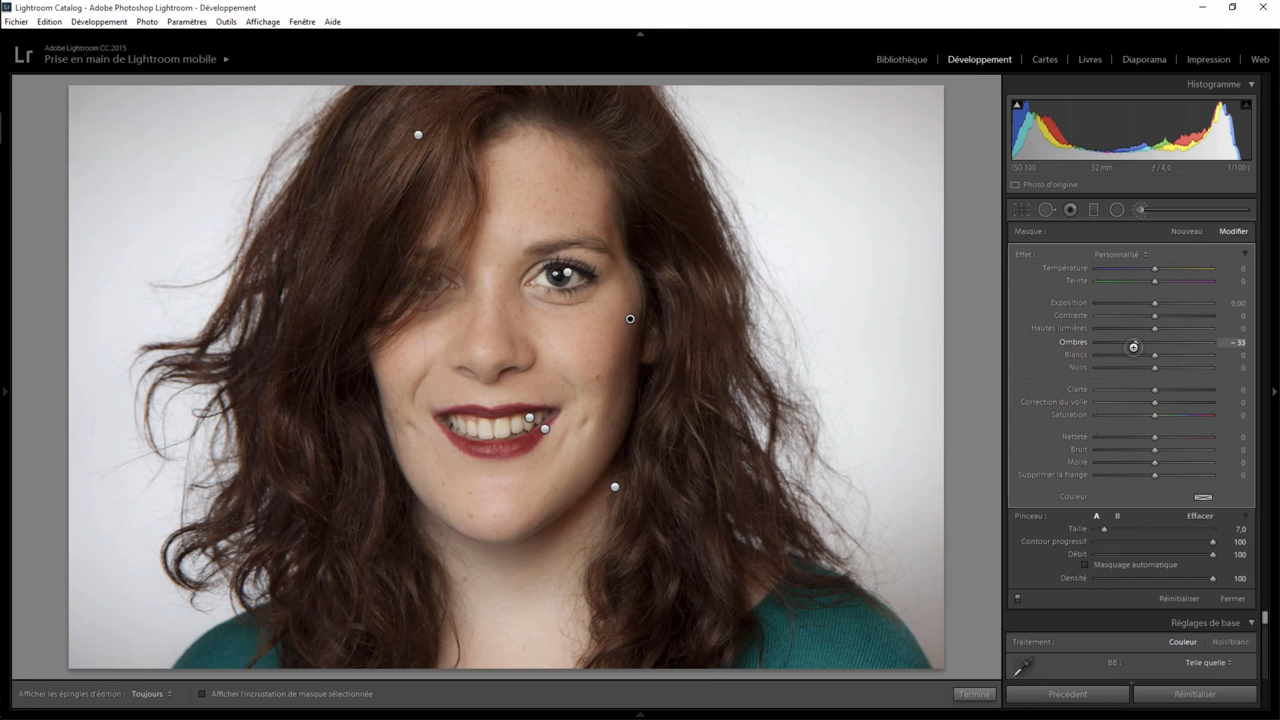 Lightroom Catalog - Adobe Photoshop Lightroom - Développement
Fichier Edition Développement Photo Paramètres Outils Affichage Fenêtre Aide
Lr
Adobe Lightroom CC 2015
Prise en main de Lightroom mobile
Bibliothèque Développement Cartes Livres Diaporama Impression Web
Histogramme
ISO 100 52 mm ƒ / 4,0 1/100 s
Photo d'origine
Masque : Nouveau Modifier
Effet : Personnalisé
Température 0
Teinte 0
Exposition 0,00
Contraste 0
Hautes lumières 0
Ombres – 33
Blancs 0
Noirs 0
Clarté 0
Correction du voile 0
Saturation 0
Netteté 0
Bruit 0
Moiré 0
Supprimer la frange 0
Couleur
Pinceau : A B Effacer
Taille 7,0
Contour progressif 100
Débit 100
Masquage automatique
Densité 100
Réinitialiser Fermer
Réglages de base
Traitement : Couleur Noir/blanc
BB : Telle quelle
Afficher les épingles d'édition : Toujours Afficher l'incrustation de masque sélectionnée Terminé
Précédent Réinitialiser